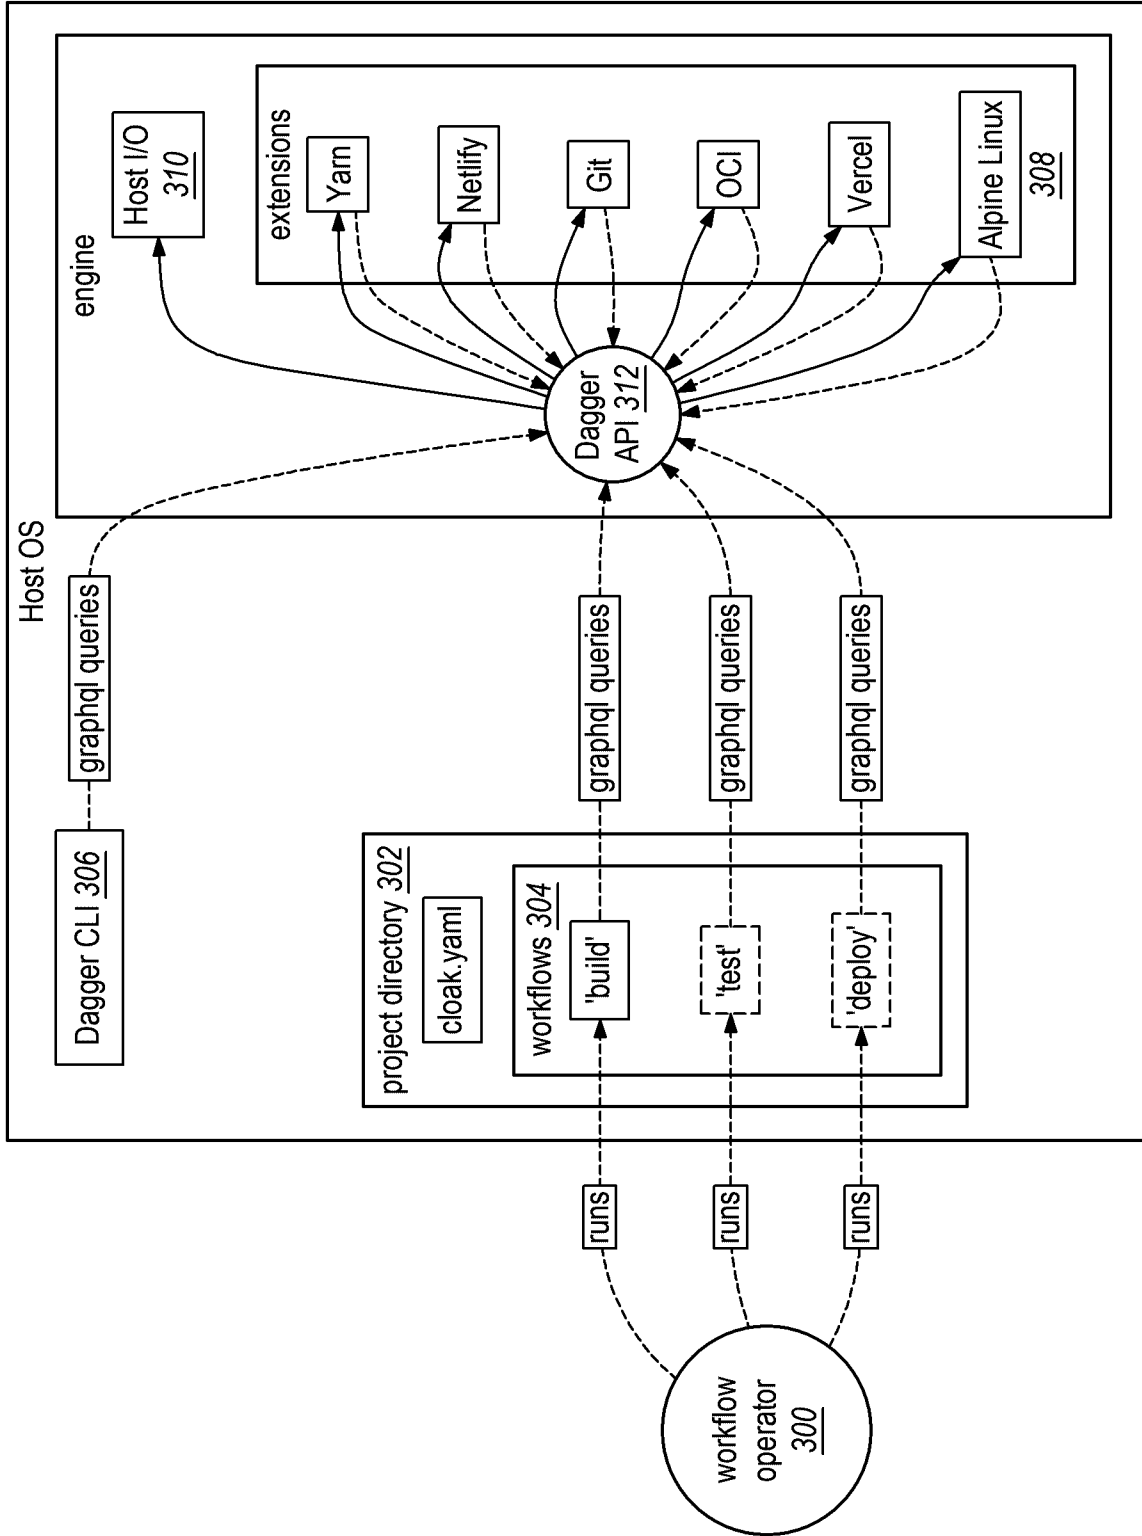 Host OS
engine
Host I/O
310
extensions
Yarn
Netlify
Git
OCI
Vercel
Alpine Linux
308
Dagger
API 312
Dagger CLI 306
graphql queries
project directory 302
cloak.yaml
workflows 304
'build'
graphql queries
'test'
graphql queries
'deploy'
graphql queries
runs
runs
runs
workflow
operator
300